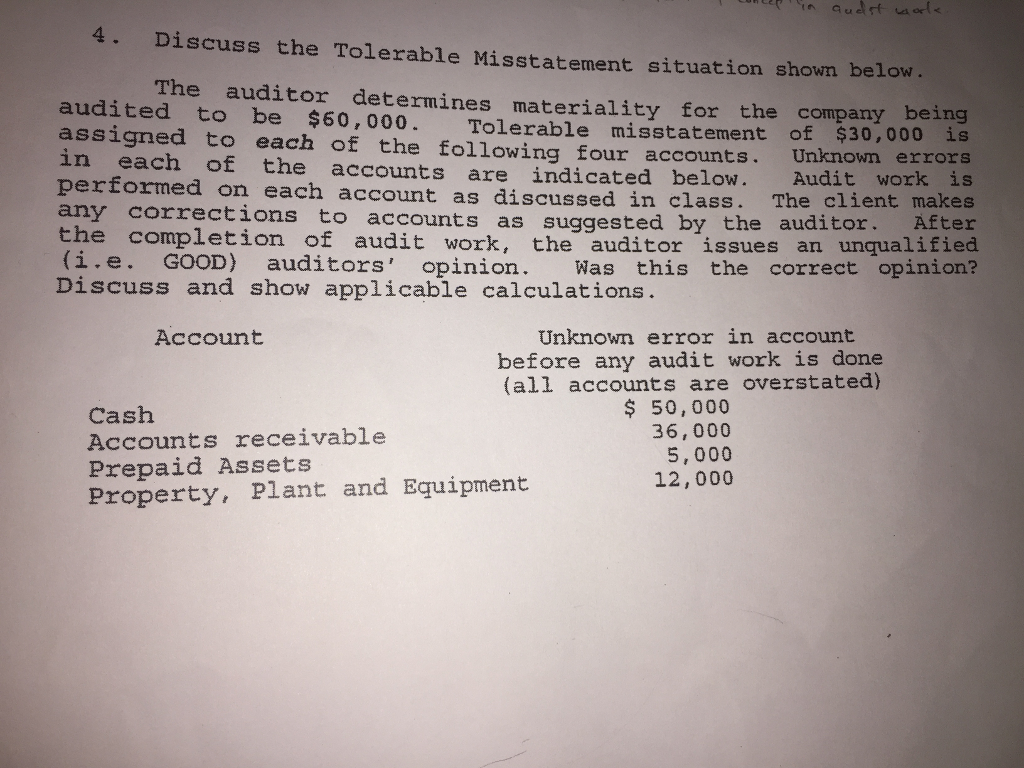 in audit work
4. Discuss the Tolerable Misstatement situation shown below.
The auditor determines materiality for the company being
audited to be $60,000. Tolerable misstatement of $30,000 is
assigned to each of the following four accounts. Unknown errors
in each of the accounts are indicated below. Audit work is
performed on each account as discussed in class. The client makes
any corrections to accounts as suggested by the auditor. After
the completion of audit work, the auditor issues an unqualified
(i.e. GOOD) auditors' opinion. Was this the correct opinion?
Discuss and show applicable calculations.
Account Unknown error in account
before any audit work is done
(all accounts are overstated)
Cash $ 50,000
Accounts receivable 36,000
Prepaid Assets 5,000
Property, Plant and Equipment 12,000